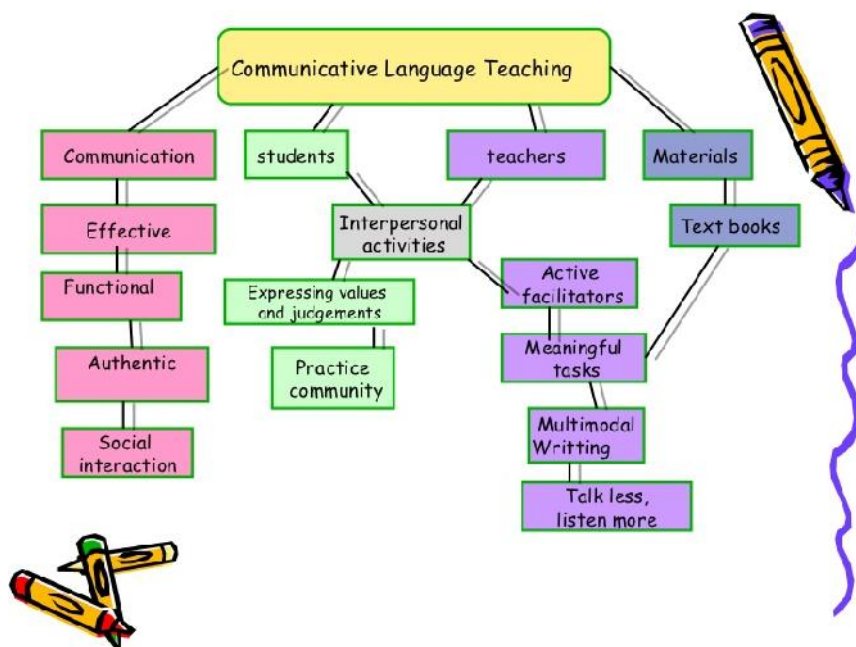 Communicative Language Teaching
Communication
students
teachers
Materials
Effective
Interpersonal
activities
Text books
Functional
Expressing values
and judgements
Active
facilitators
Authentic
Practice
community
Meaningful
tasks
Social
interaction
Multimodal
Writting
Talk less,
listen more